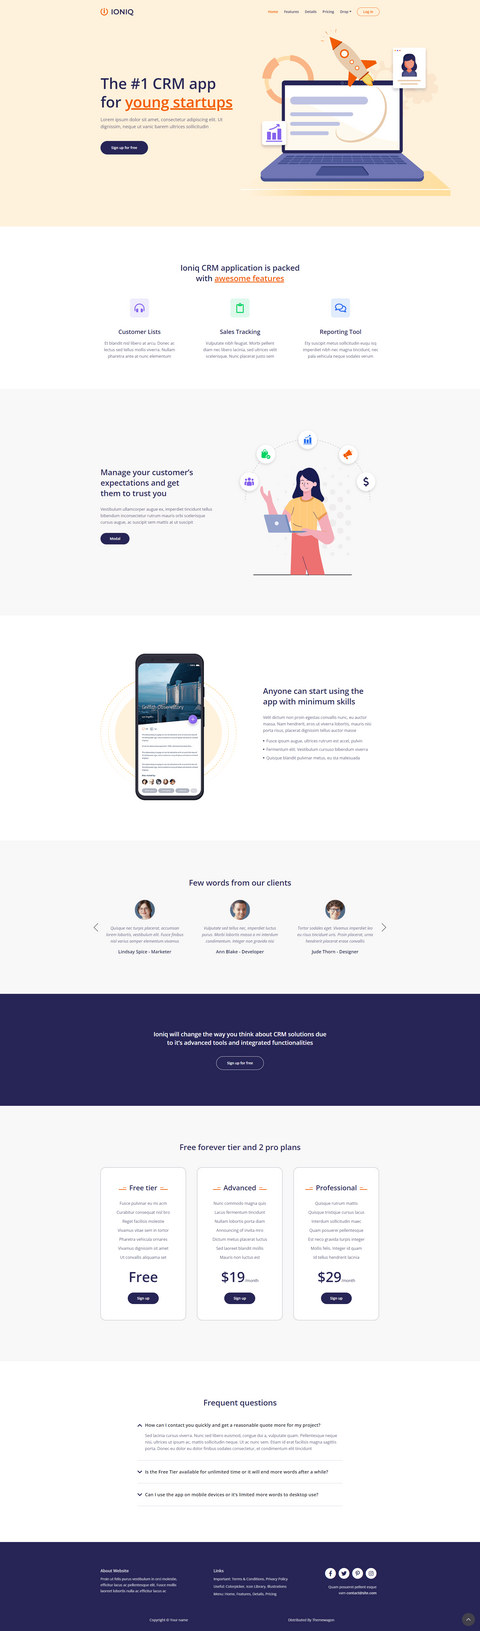 IONIQ
Home Features Details Pricing Drop Log In
The #1 CRM app
for young startups
Lorem ipsum dolor sit amet, consectetur adipiscing elit. Ut
dignissim, neque ut vanic barem ultrices sollicitudin
Sign up for free
Ioniq CRM application is packed
with awesome features
Customer Lists
Et blandit nisl libero at arcu. Donec ac
lectus sed tellus mollis viverra. Nullam
pharetra ante at nunc elementum
Sales Tracking
Vulputate nibh feugiat. Morbi pellent
diam nec libero lacinia, sed ultrices velit
scelerisque. Nunc placerat justo sem
Reporting Tool
Ety suscipit metus sollicitudin euqu isq
imperdiet nibh nec magna tincidunt, nec
pala vehicula neque sodales verum
Manage your customer's
expectations and get
them to trust you
Vestibulum ullamcorper augue ex, imperdiet tincidunt tellus
bibendum inconsectetur rutrum mauris orbi scelerisque
cursus augue, ac suscipit sem mattis at ut suscipit
Modal
Anyone can start using the
app with minimum skills
Velit dictum non proin egestas convallis nunc, eu auctor
massa. Nam hendrerit, eros ut viverra lobortis, mauris nisi
porta risus, placerat dignissim tellus auctor massa
Fusce ipsum augue, ultrices rutrum est accel, pulvin
Fermentum elit. Vestibulum cursuss bibendum viverra
Quisque blandit pulvinar metus, eu sta malesuada
Few words from our clients
Quisque nec turpis placerat, accumsan
lorem lobortis, vestibulum elit. Fusce finibus
nisl varius semper elementum vivamus
Lindsay Spice - Marketer
Vulputate sed tellus nec, imperdiet luctus
purus. Morbi lobortis massa a mi interdum
condimentum. Integer non gravida nisi
Ann Blake - Developer
Tortor sodales eget. Vivamus imperdiet leo
eu risus tincidunt uris. Proin placerat, urna
hendrerit placerat erase convallis
Jude Thorn - Designer
Ioniq will change the way you think about CRM solutions due
to it's advanced tools and integrated functionalities
Sign up for free
Free forever tier and 2 pro plans
Free tier
Fusce pulvinar eu mi acm
Curabitur consequat nisl bro
Reget facilisis molestie
Vivamus vitae sem in tortor
Pharetra vehicula ornares
Vivamus dignissim sit amet
Ut convallis aliquama set
Free
Sign up
Advanced
Nunc commodo magna quis
Lacus fermentum tincidunt
Nullam lobortis porta diam
Announcing of invita mro
Dictum metus placerat luctus
Sed laoreet blandit mollis
Mauris non luctus est
$19/month
Sign up
Professional
Quisque rutrum mattis
Quisque tristique cursus lacus
Interdum sollicitudin maec
Quam posuerei pellentesque
Est neco gravida turpis integer
Mollis felis. Integer id quam
Id tellus hendrerit lacinia
$29/month
Sign up
Frequent questions
How can I contact you quickly and get a reasonable quote more for my project?
Sed lacinia cursus viverra. Nunc sed libero euismod, congue dui a, vulputate quam. Pellentesque neque
nisi, ultrices ut ipsum ac, mattis sollicitudin neque. Ut ac nunc sem. Etiam id erat facilisis magna sagittis
porta. Donec eu dolor eu dolor finibus sodales consectetur, et condimentum elit tincidunt
Is the Free Tier available for unlimited time or it will end more words after a while?
Can I use the app on mobile devices or it's limited more words to desktop use?
About Website
Proin ut felis purus vestibulum in orci molestie,
efficitur lacus ac pellentesque elit. Fusce mollis
laoreet lobortis nulla ac efficitur lacus ac
Links
Important: Terms & Conditions, Privacy Policy
Useful: Colorpicker, Icon Library, Illustrations
Menu: Home, Features, Details, Pricing
Quam posuerei pellent esque
vam contact@site.com
Copyright © Your name
Distributed By Themewagon